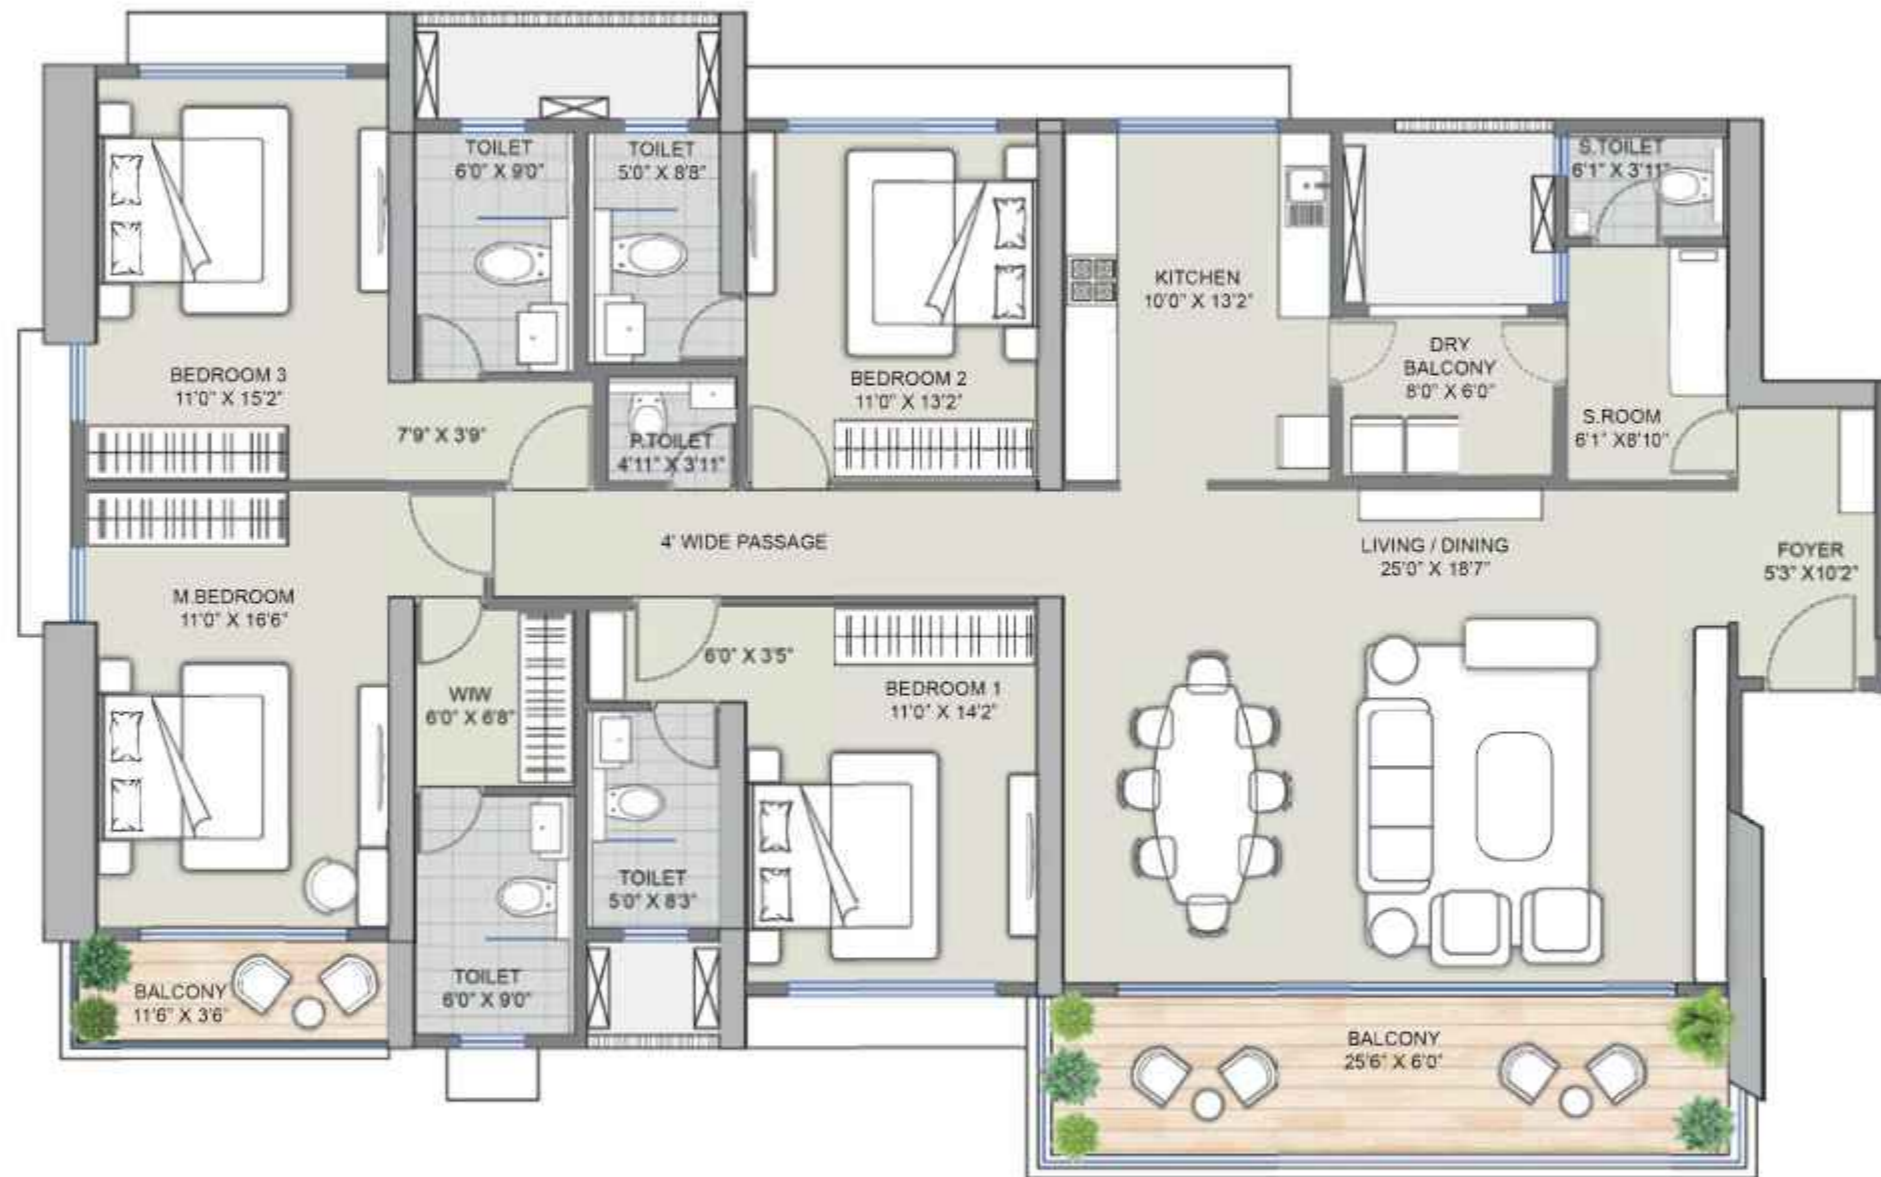 TOILET
6'0" X 9'0"
TOILET
5'0" X 8'8"
S.TOILET
6'1" X 3'11"
KITCHEN
10'0" X 13'2"
BEDROOM 3
11'0" X 15'2"
BEDROOM 2
11'0" X 13'2"
DRY
BALCONY
8'0" X 6'0"
S.ROOM
6'1" X8'10"
7'9" X 3'9"
P.TOILET
4'11" X 3'11"
4' WIDE PASSAGE
LIVING / DINING
25'0" X 18'7"
FOYER
5'3" X10'2"
M.BEDROOM
11'0" X 16'6"
6'0" X 3'5"
WIW
6'0" X 6'8"
BEDROOM 1
11'0" X 14'2"
TOILET
5'0" X 8'3"
TOILET
6'0" X 9'0"
BALCONY
11'6" X 3'6"
BALCONY
25'6" X 6'0"